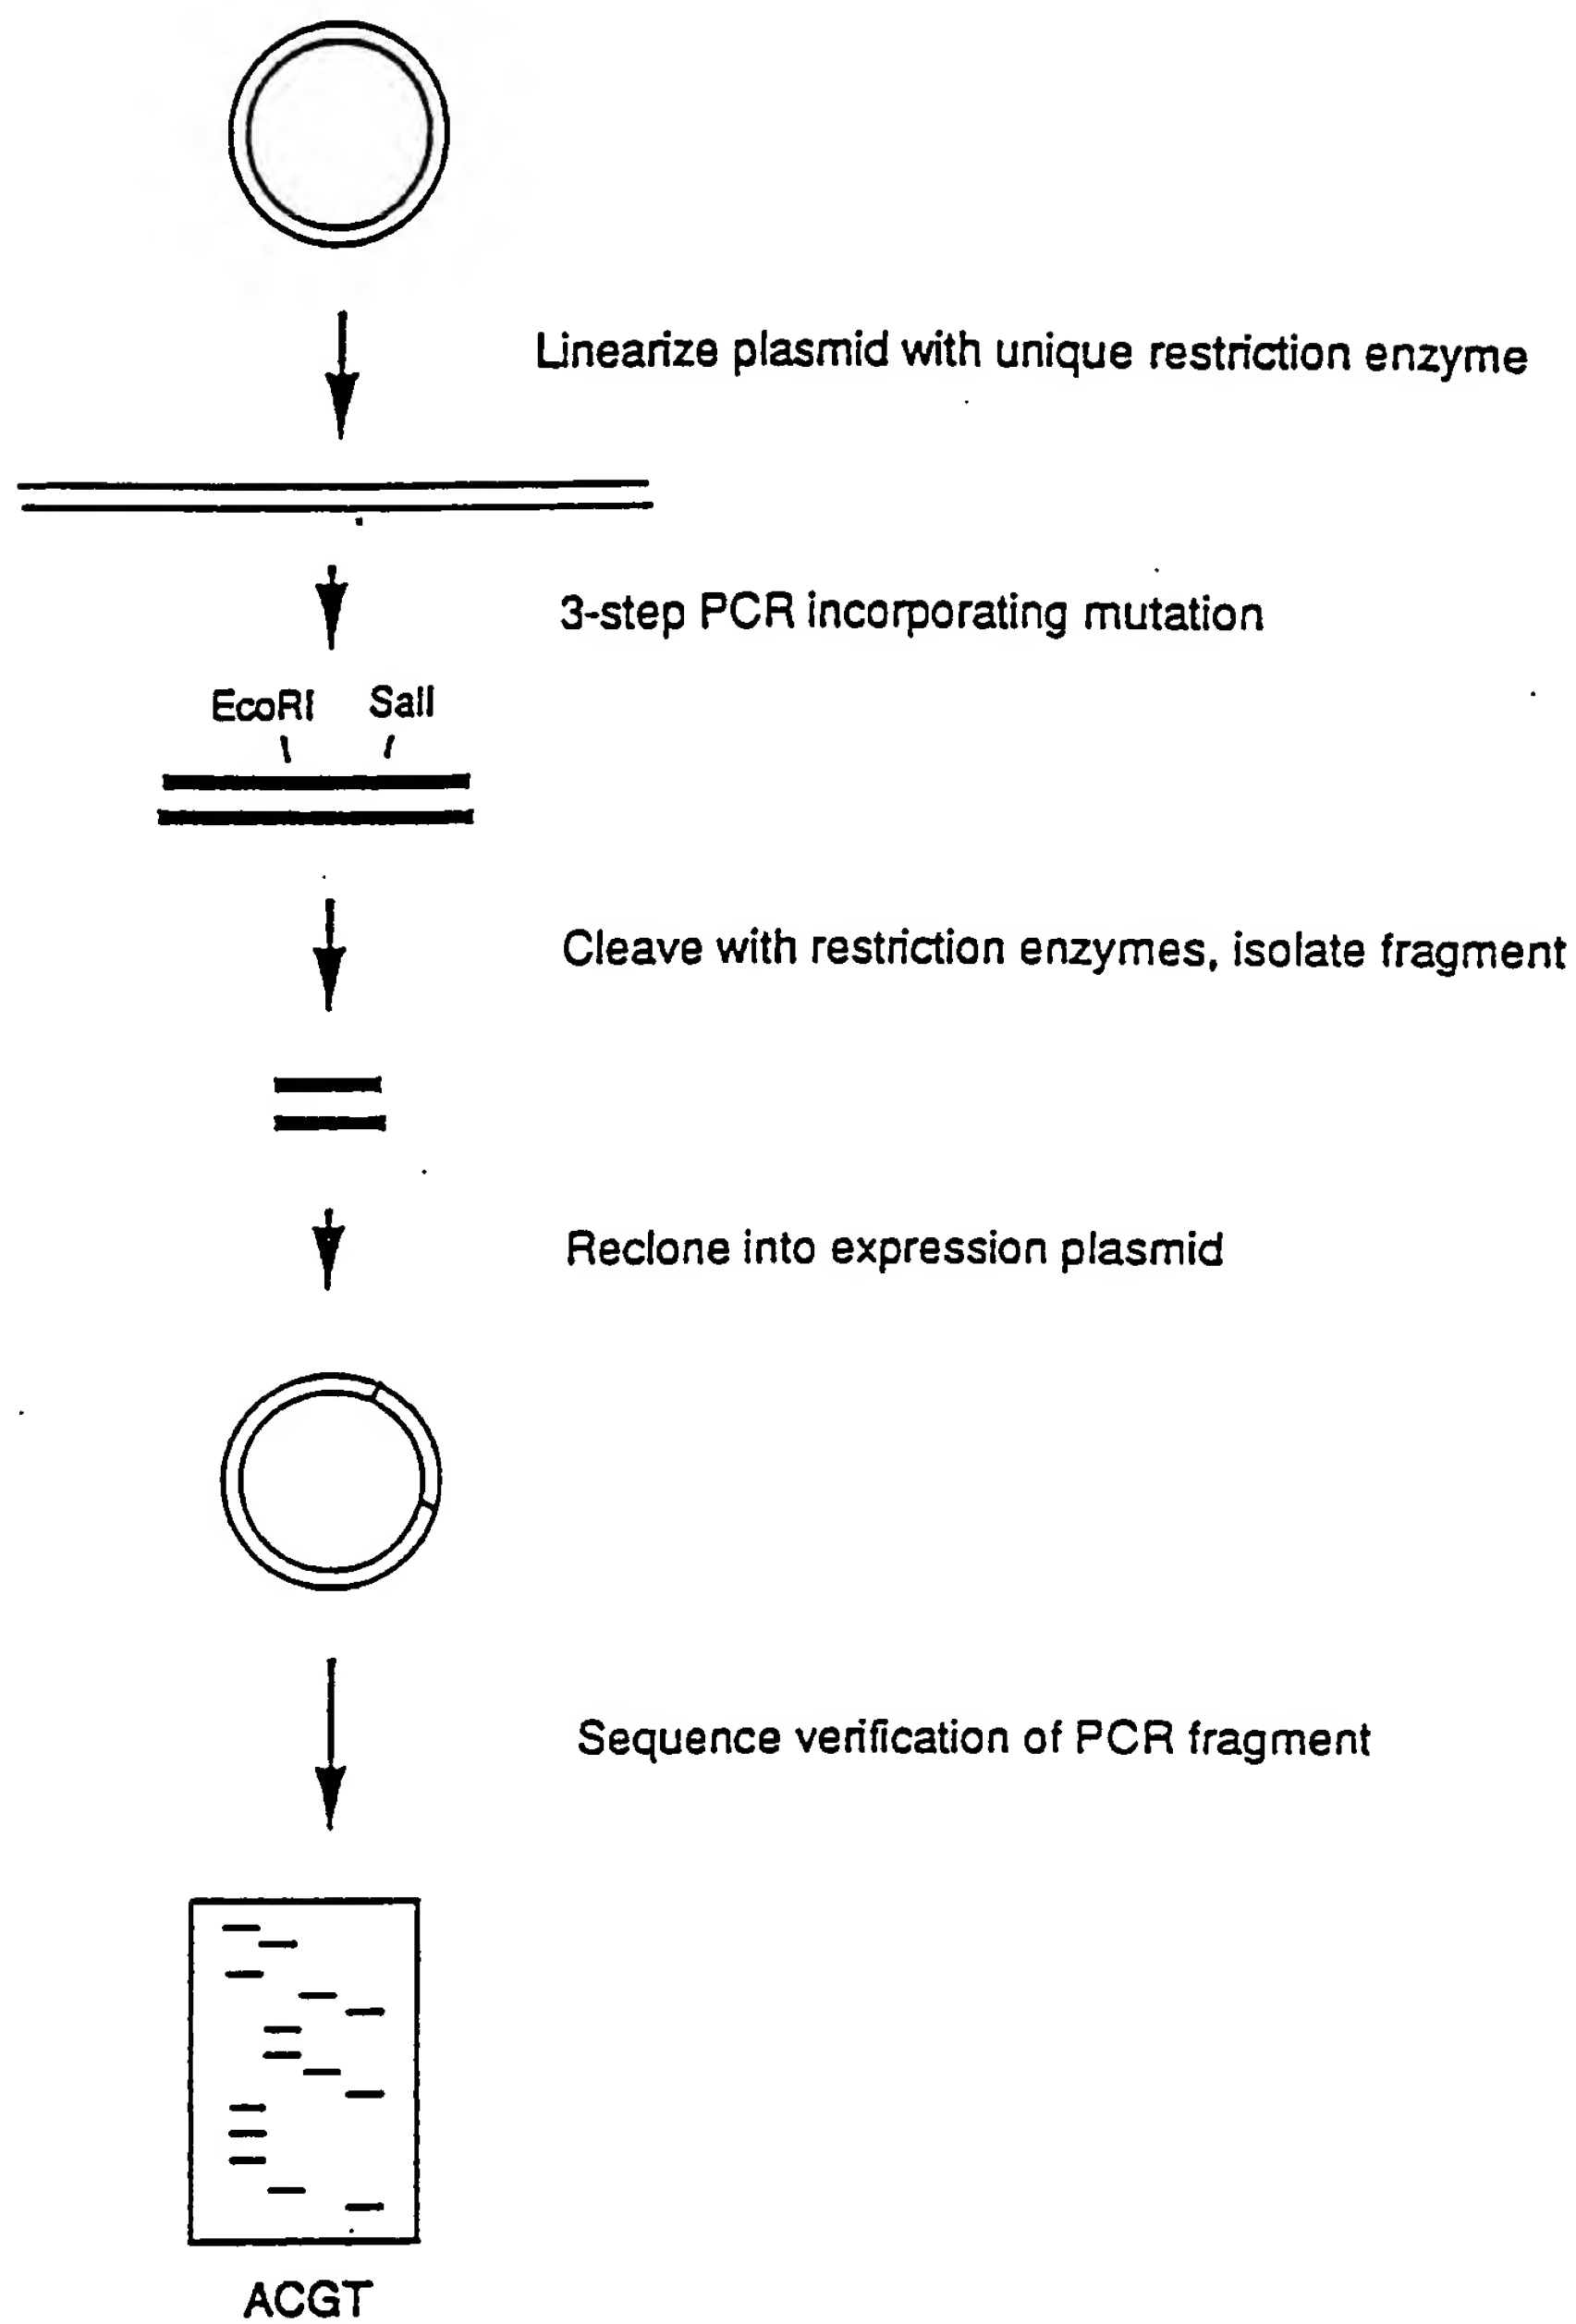 Linearize plasmid with unique restriction enzyme
3-step PCR incorporating mutation
EcoRI SalI
Cleave with restriction enzymes, isolate fragment
Reclone into expression plasmid
Sequence verification of PCR fragment
ACGT